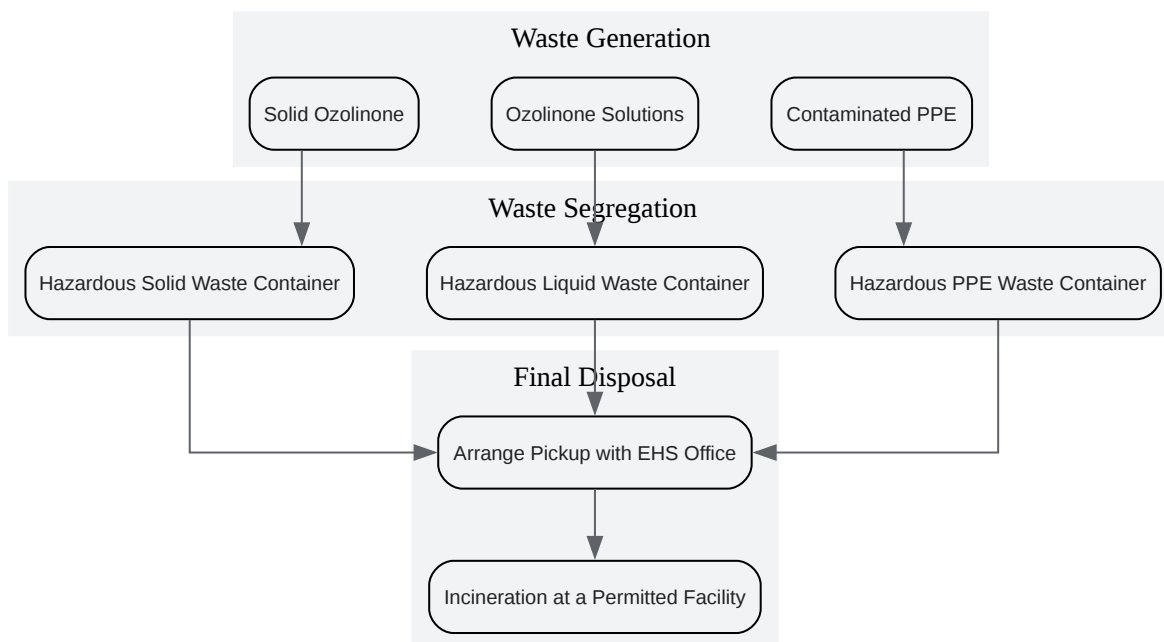 Waste Generation
Solid Ozolinone
Ozolinone Solutions
Contaminated PPE
Waste Segregation
Hazardous Solid Waste Container
Hazardous Liquid Waste Container
Hazardous PPE Waste Container
Final Disposal
Arrange Pickup with EHS Office
Incineration at a Permitted Facility